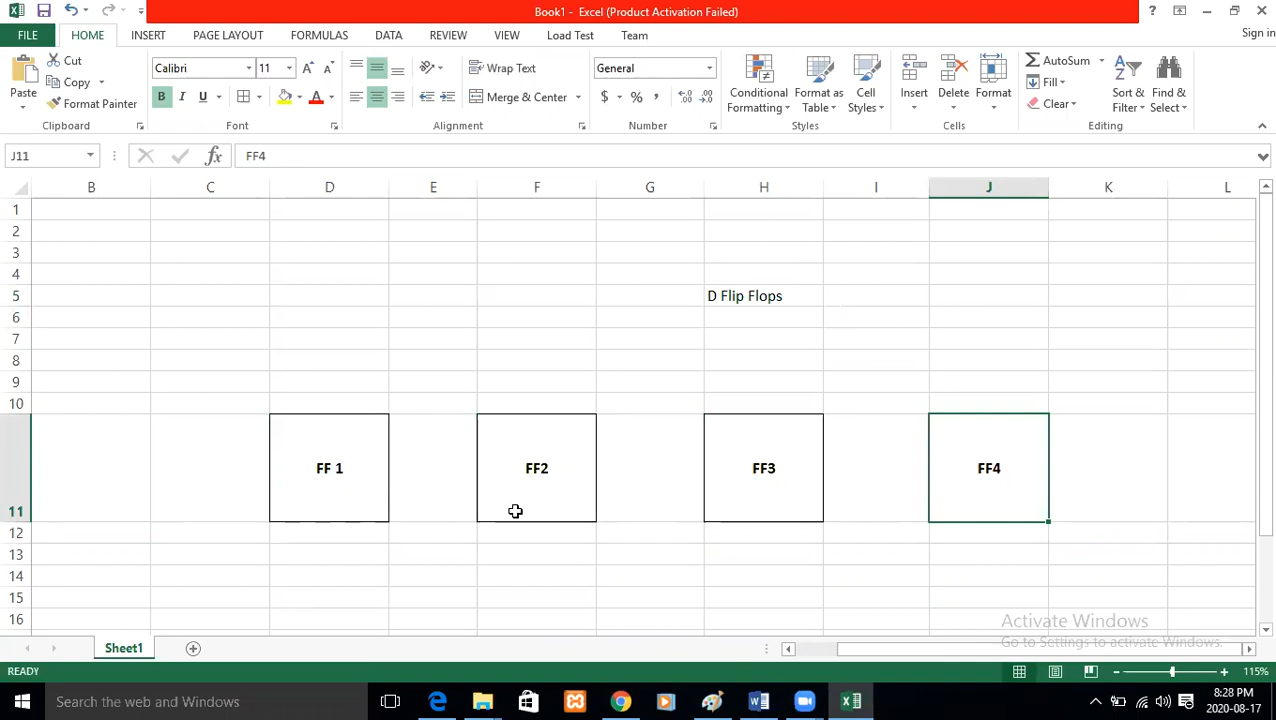 Book1 - Excel (Product Activation Failed)
?
FILE HOME INSERT PAGE LAYOUT FORMULAS DATA REVIEW VIEW Load Test Team Sign in
Paste Cut Copy Format Painter
Clipboard
Calibri 11
B I U
Font
Wrap Text
Merge & Center
Alignment
General
$ % ,
Number
Conditional Formatting Format as Table Cell Styles
Styles
Insert Delete Format
Cells
AutoSum Fill Clear
Sort & Filter Find & Select
Editing
J11 fx FF4
B C D E F G H I J K L
1
2
3
4
5 D Flip Flops
6
7
8
9
10
11 FF 1 FF2 FF3 FF4
12
13
14
15
16
Activate Windows
Go to Settings to activate Windows.
Sheet1
READY 115%
Search the web and Windows
8:28 PM
2020-08-17